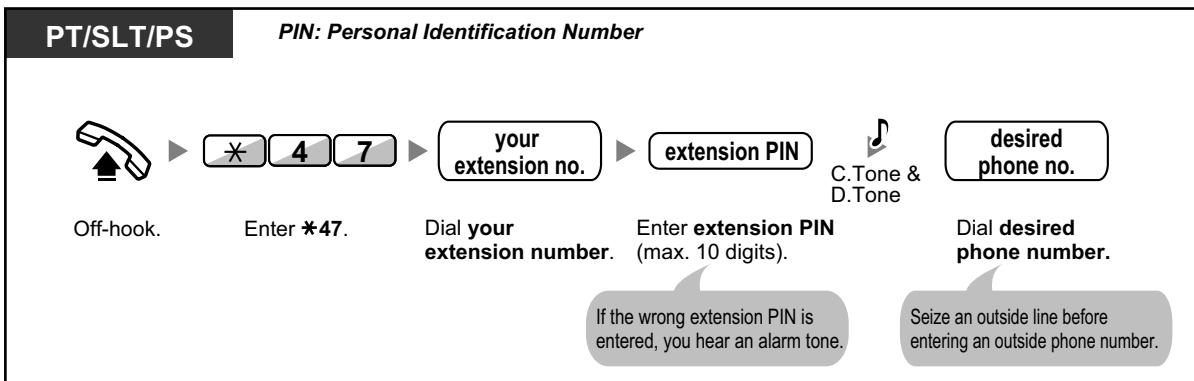 PT/SLT/PS
PIN: Personal Identification Number
* 4 7
your
extension no.
extension PIN
C.Tone &
D.Tone
desired
phone no.
Off-hook.
Enter *47.
Dial your
extension number.
Enter extension PIN
(max. 10 digits).
Dial desired
phone number.
If the wrong extension PIN is
entered, you hear an alarm tone.
Seize an outside line before
entering an outside phone number.